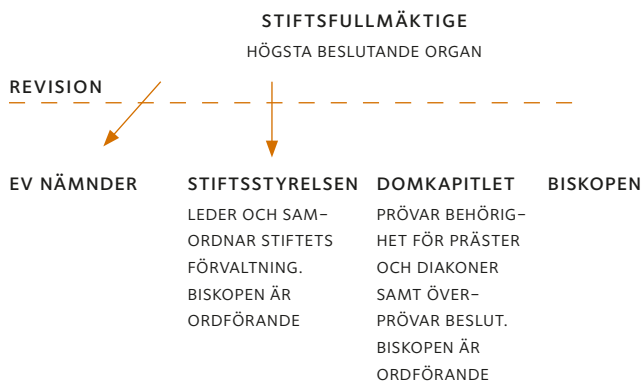 STIFTSFULLMÄKTIGE
HÖGSTA BESLUTANDE ORGAN
REVISION
EV NÄMNDER
STIFTSSTYRELSEN
LEDER OCH SAM–
ORDNAR STIFTETS
FÖRVALTNING.
BISKOPEN ÄR
ORDFÖRANDE
DOMKAPITLET
PRÖVAR BEHÖRIG–
HET FÖR PRÄSTER
OCH DIAKONER
SAMT ÖVER–
PRÖVAR BESLUT.
BISKOPEN ÄR
ORDFÖRANDE
BISKOPEN